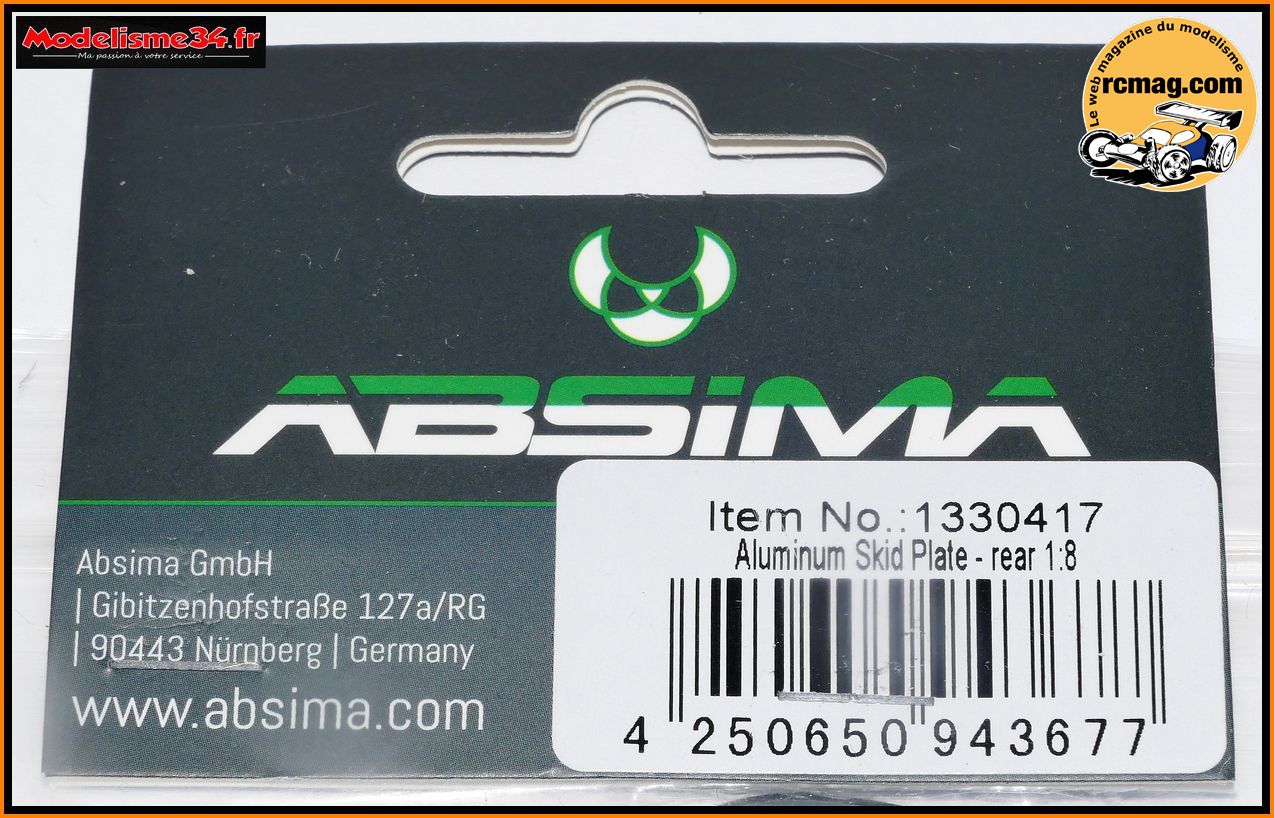 Modelisme34.fr
Ma passion à votre service
Le web magazine du modelisme
rcmag.com
ABSiMA
Item No.:1330417
Aluminum Skid Plate - rear 1:8
4 250650 943677
Absima GmbH
| Gibitzenhofstraße 127a/RG
| 90443 Nürnberg | Germany
www.absima.com